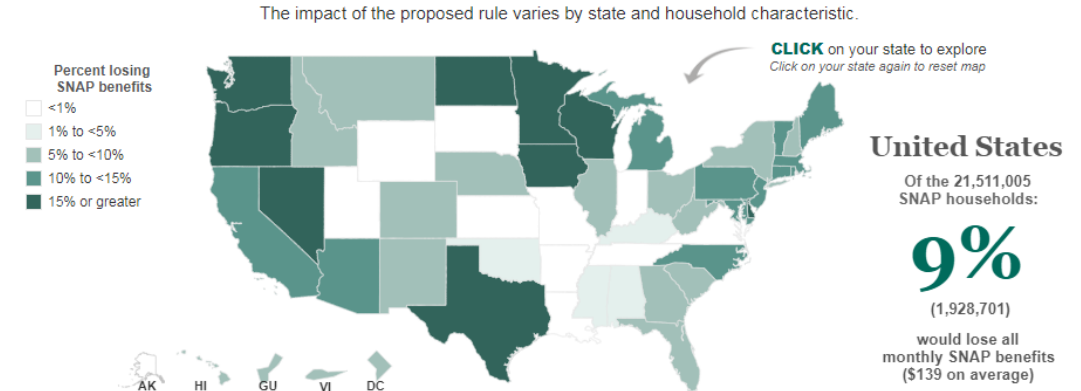 The impact of the proposed rule varies by state and household characteristic.
CLICK on your state to explore
Click on your state again to reset map
Percent losing
SNAP benefits
<1%
1% to <5%
5% to <10%
10% to <15%
15% or greater
United States
Of the 21,511,005
SNAP households:
9%
(1,928,701)
would lose all
monthly SNAP benefits
($139 on average)
AK HI GU VI DC